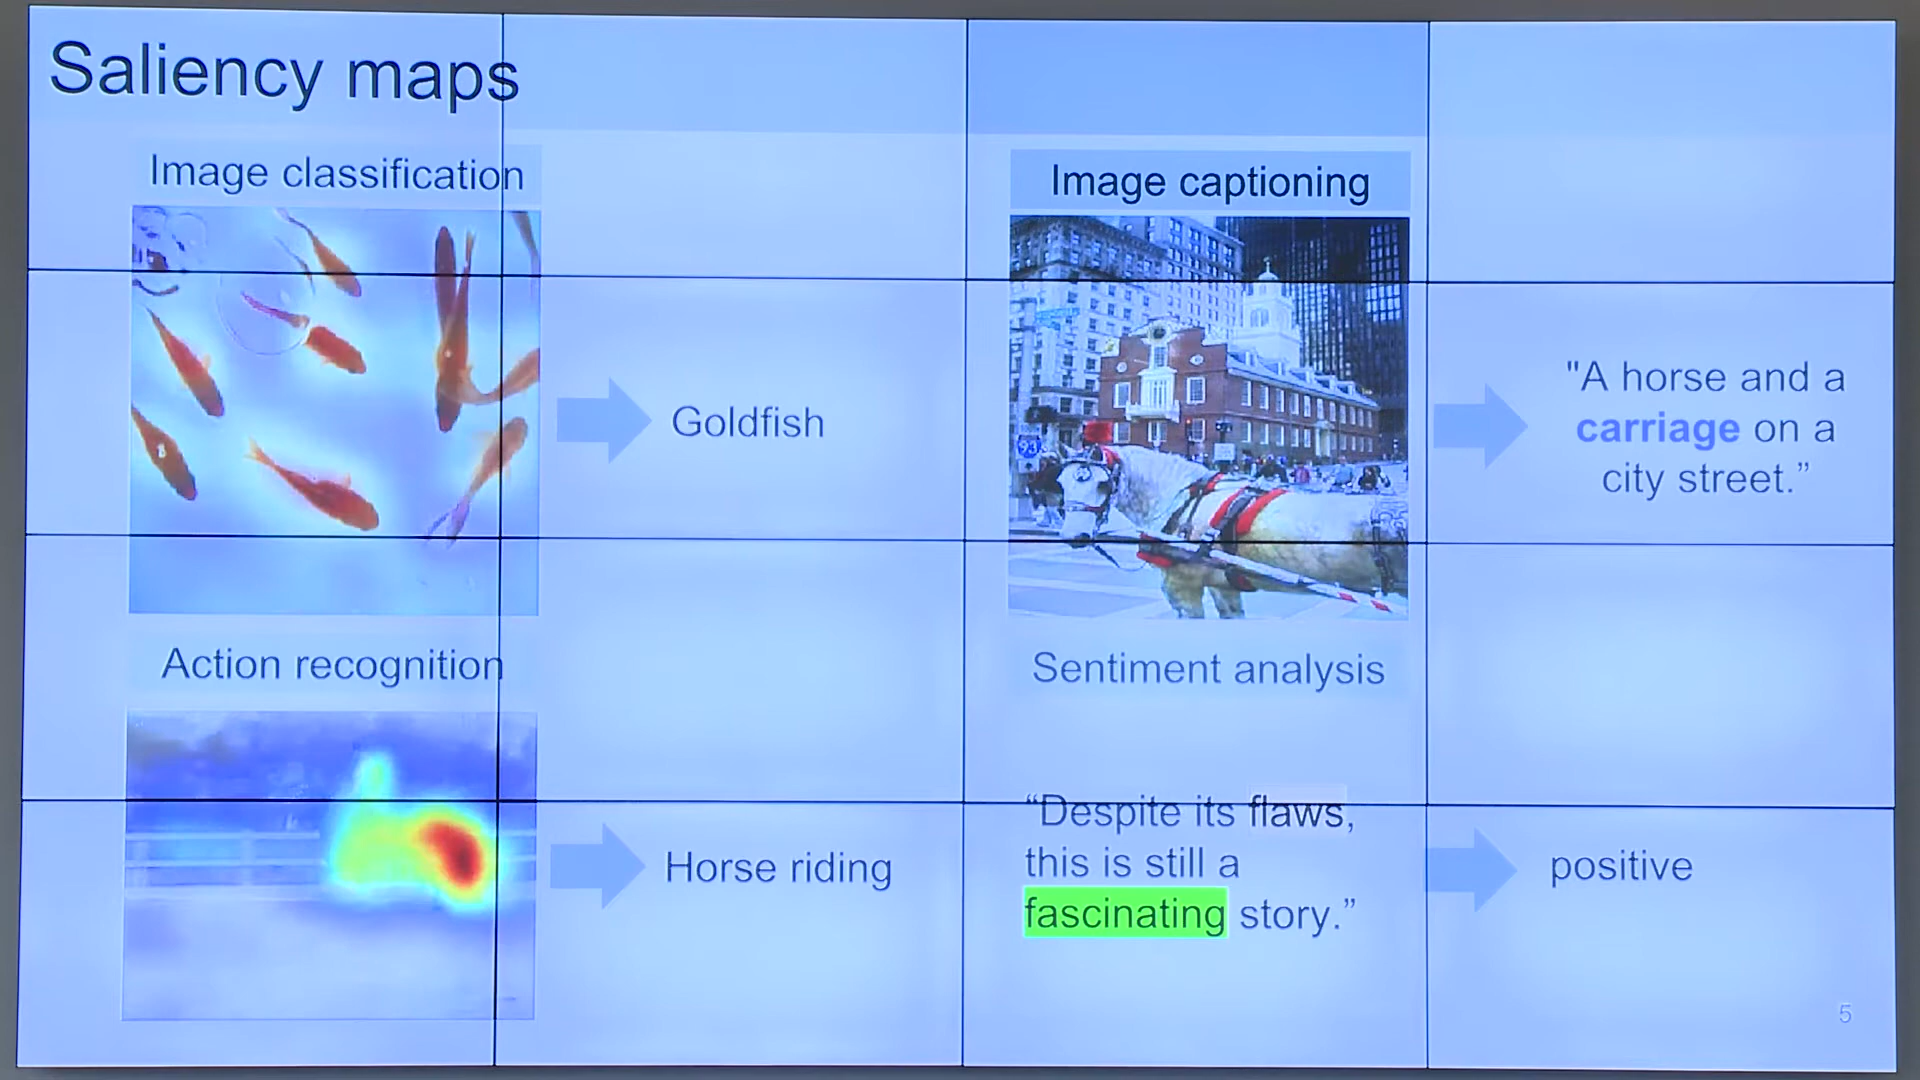 Saliency maps
Image classification
Goldfish
Image captioning
93
"A horse and a
carriage on a
city street.”
Action recognition
Horse riding
Sentiment analysis
“Despite its flaws,
this is still a
fascinating story.”
positive
5